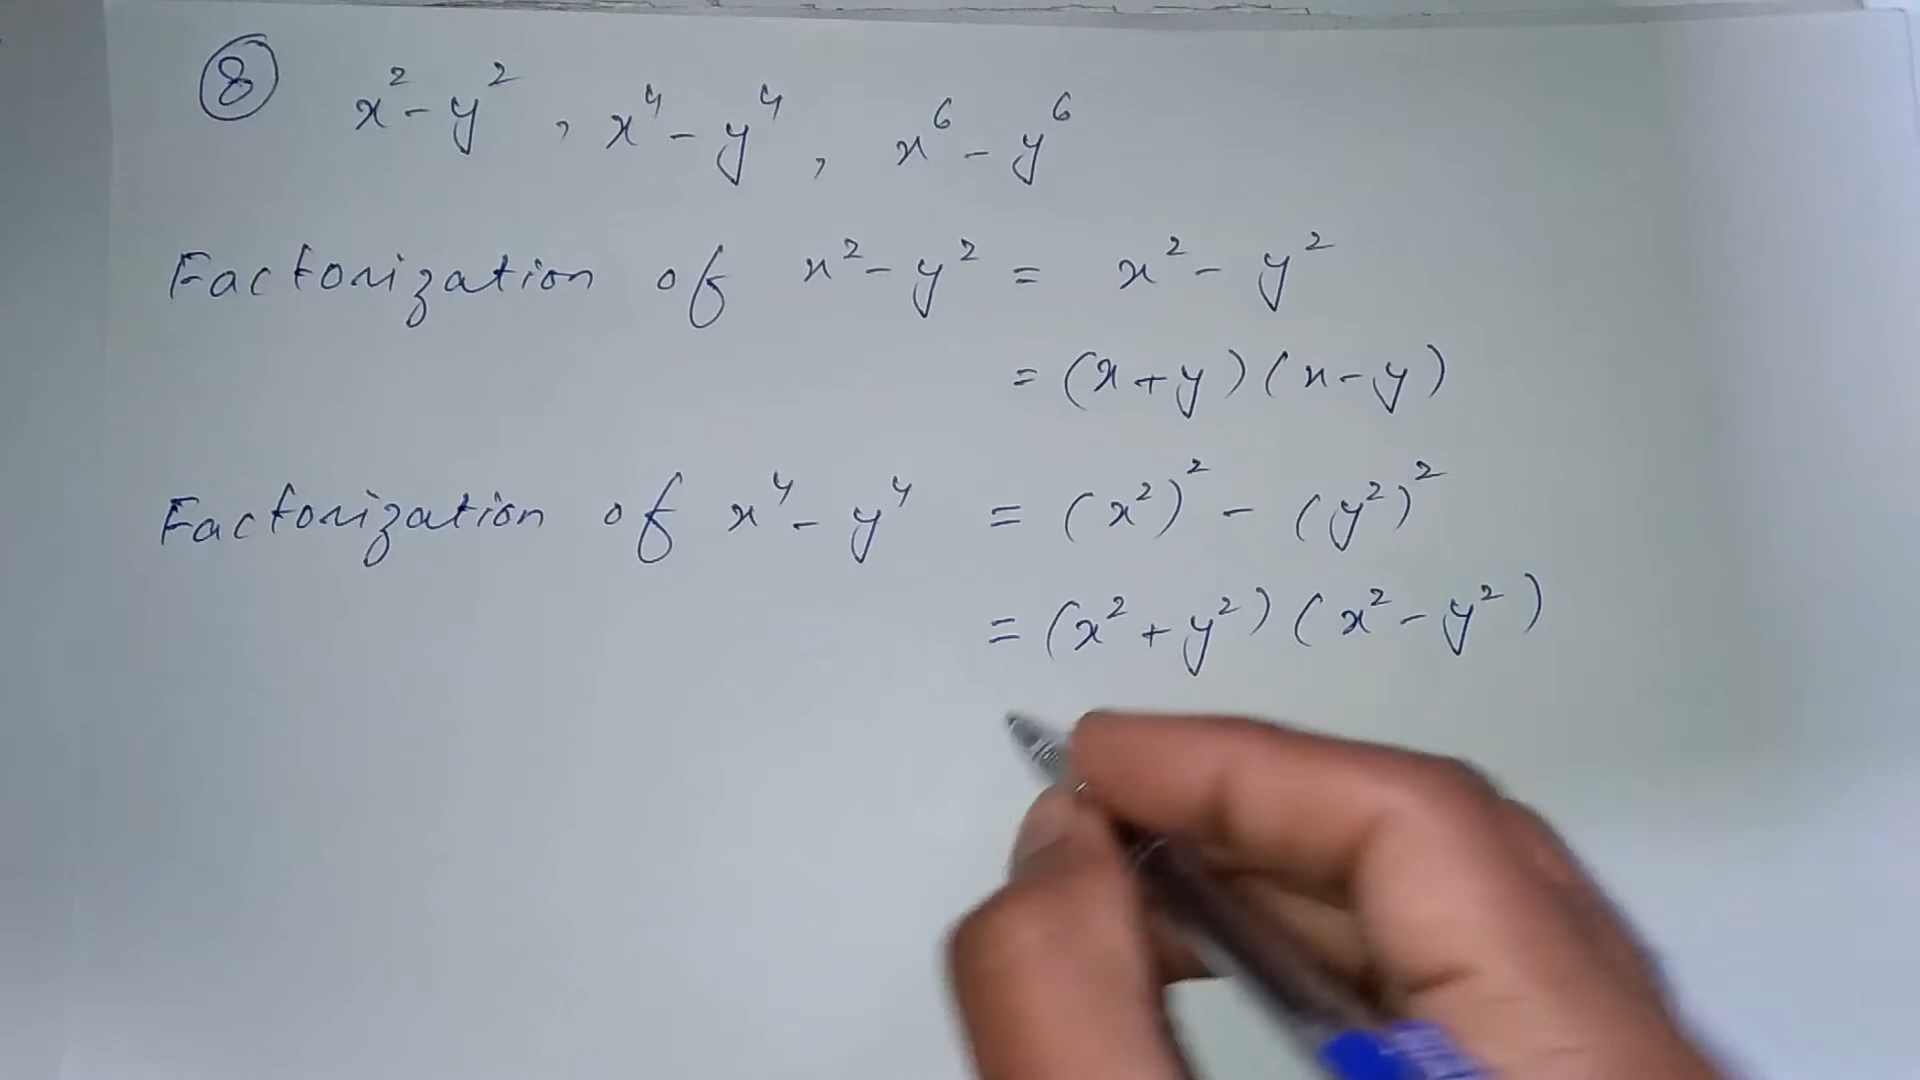 ⑧ x² - y² , x⁴ - y⁴ , x⁶ - y⁶
Factorization of x² - y² = x² - y²
= (x + y) (x - y)
Factorization of x⁴ - y⁴ = (x²)² - (y²)²
= (x² + y²) (x² - y²)